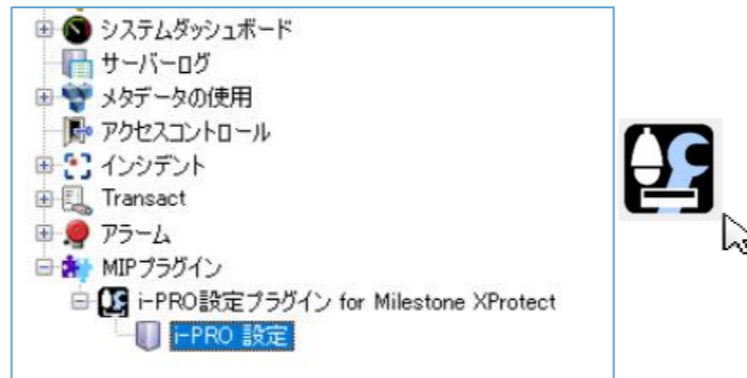 システムダッシュボード
サーバーログ
メタデータの使用
アクセスコントロール
インシデント
Transact
アラーム
MIPプラグイン
i-PRO設定プラグイン for Milestone XProtect
i-PRO 設定